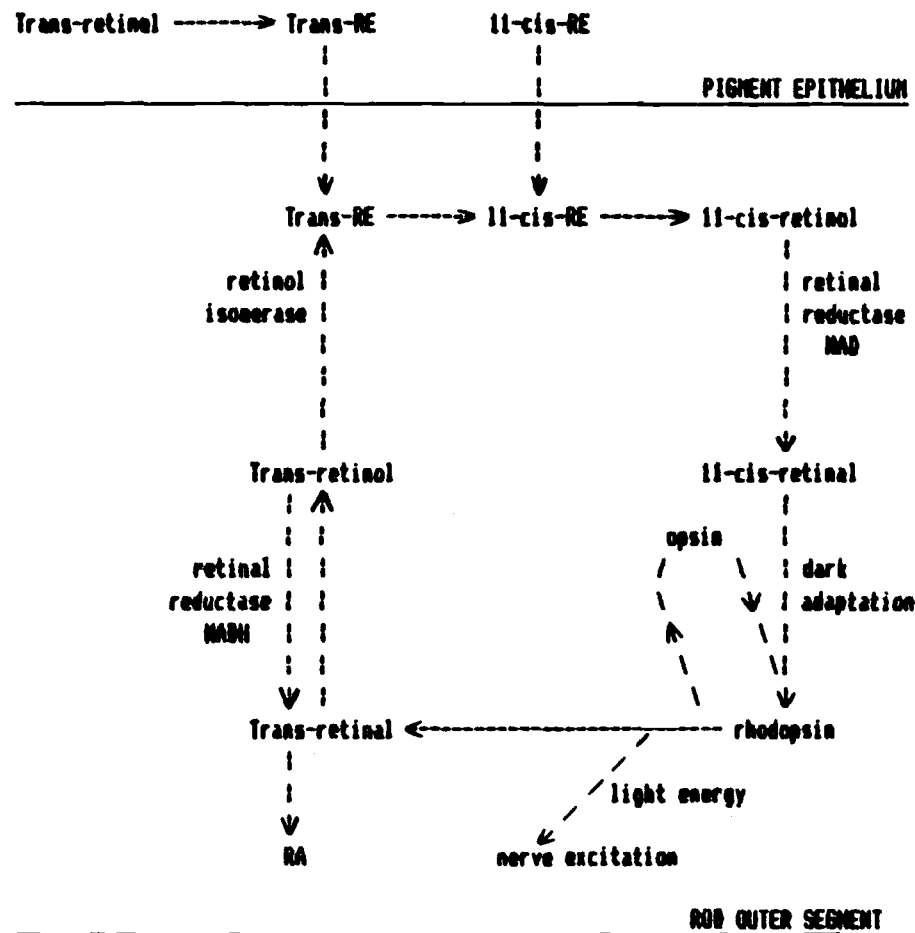 Trans-retinol Trans-RE 11-cis-RE
PIGMENT EPITHELIUM
Trans-RE 11-cis-RE 11-cis-retinol
retinol
isomerase
retinal
reductase
NAD
Trans-retinol 11-cis-retinal
opsin
retinal
reductase
NADH
dark
adaptation
Trans-retinal rhodopsin
light energy
RA nerve excitation
ROD OUTER SEGMENT